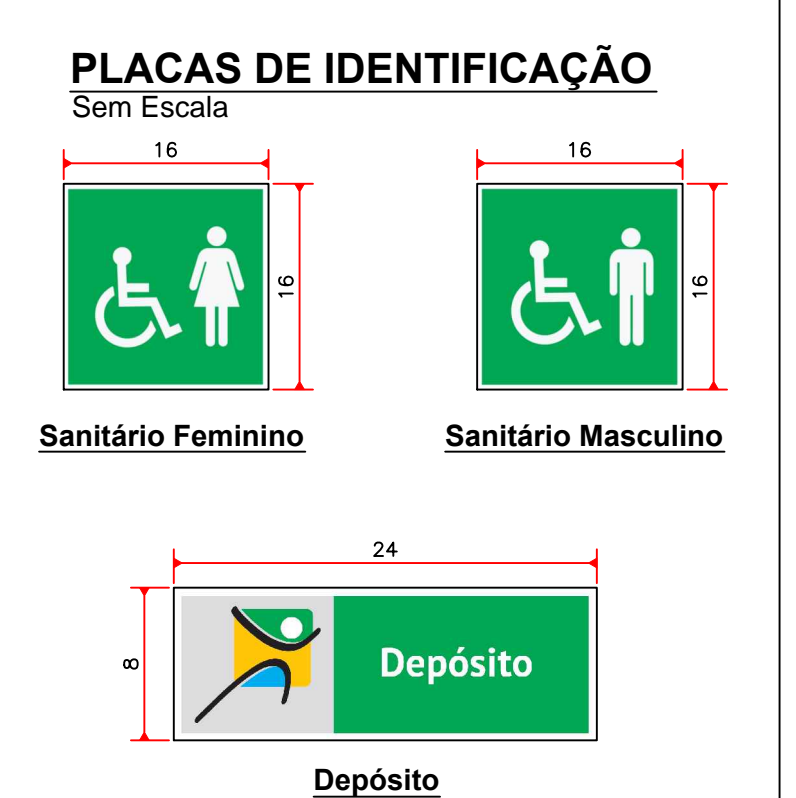 PLACAS DE IDENTIFICAÇÃO
Sem Escala
16
16
16
16
Sanitário Feminino
Sanitário Masculino
24
8
Depósito
Depósito